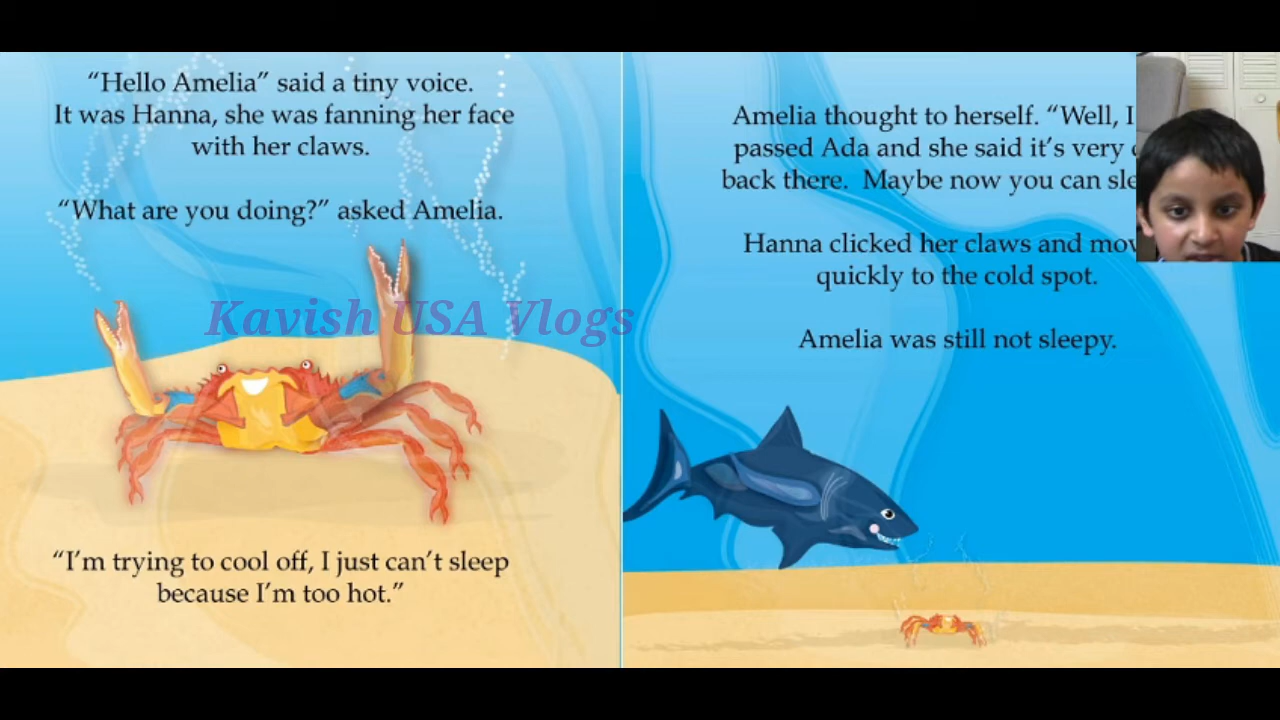 “Hello Amelia” said a tiny voice.
It was Hanna, she was fanning her face
with her claws.
“What are you doing?” asked Amelia.
Kavish USA Vlogs
“I’m trying to cool off, I just can’t sleep
because I’m too hot.”
Amelia thought to herself. “Well, I
passed Ada and she said it’s very
back there. Maybe now you can
Hanna clicked her claws and
quickly to the cold spot.
Amelia was still not sleepy.